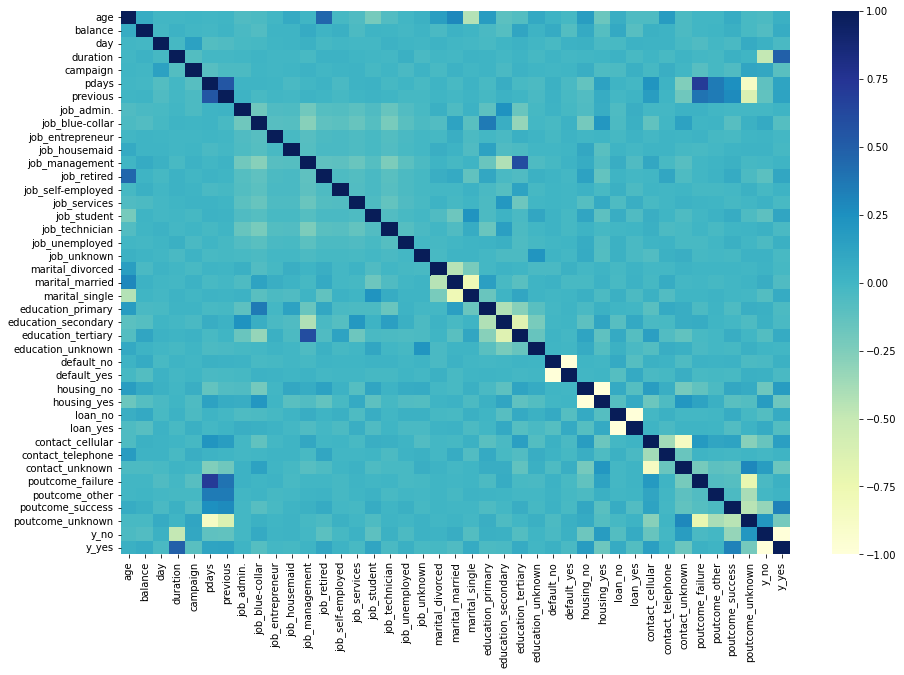 age
balance
day
duration
campaign
pdays
previous
job_admin.
job_blue-collar
job_entrepreneur
job_housemaid
job_management
job_retired
job_self-employed
job_services
job_student
job_technician
job_unemployed
job_unknown
marital_divorced
marital_married
marital_single
education_primary
education_secondary
education_tertiary
education_unknown
default_no
default_yes
housing_no
housing_yes
loan_no
loan_yes
contact_cellular
contact_telephone
contact_unknown
poutcome_failure
poutcome_other
poutcome_success
poutcome_unknown
y_no
y_yes
age
balance
day
duration
campaign
pdays
previous
job_admin.
job_blue-collar
job_entrepreneur
job_housemaid
job_management
job_retired
job_self-employed
job_services
job_student
job_technician
job_unemployed
job_unknown
marital_divorced
marital_married
marital_single
education_primary
education_secondary
education_tertiary
education_unknown
default_no
default_yes
housing_no
housing_yes
loan_no
loan_yes
contact_cellular
contact_telephone
contact_unknown
poutcome_failure
poutcome_other
poutcome_success
poutcome_unknown
y_no
y_yes
1.00
0.75
0.50
0.25
0.00
−0.25
−0.50
−0.75
−1.00